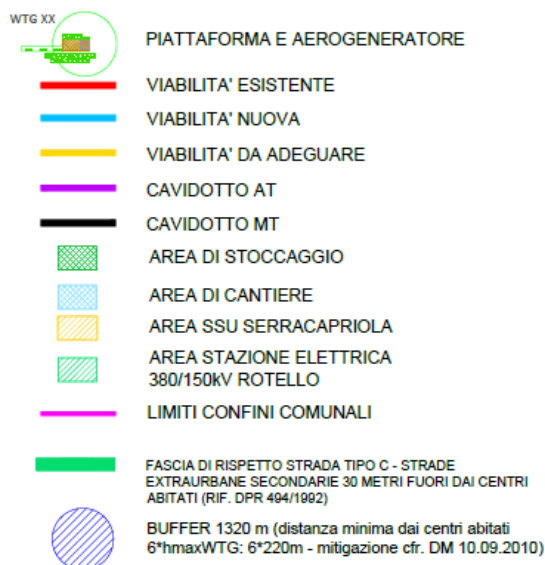 WTG XX
PIATTAFORMA E AEROGENERATORE
VIABILITA' ESISTENTE
VIABILITA' NUOVA
VIABILITA' DA ADEGUARE
CAVIDOTTO AT
CAVIDOTTO MT
AREA DI STOCCAGGIO
AREA DI CANTIERE
AREA SSU SERRACAPRIOLA
AREA STAZIONE ELETTRICA
380/150kV ROTELLO
LIMITI CONFINI COMUNALI
FASCIA DI RISPETTO STRADA TIPO C - STRADE
EXTRAURBANE SECONDARIE 30 METRI FUORI DAI CENTRI
ABITATI (RIF. DPR 494/1992)
BUFFER 1320 m (distanza minima dai centri abitati
6*hmaxWTG: 6*220m - mitigazione cfr. DM 10.09.2010)